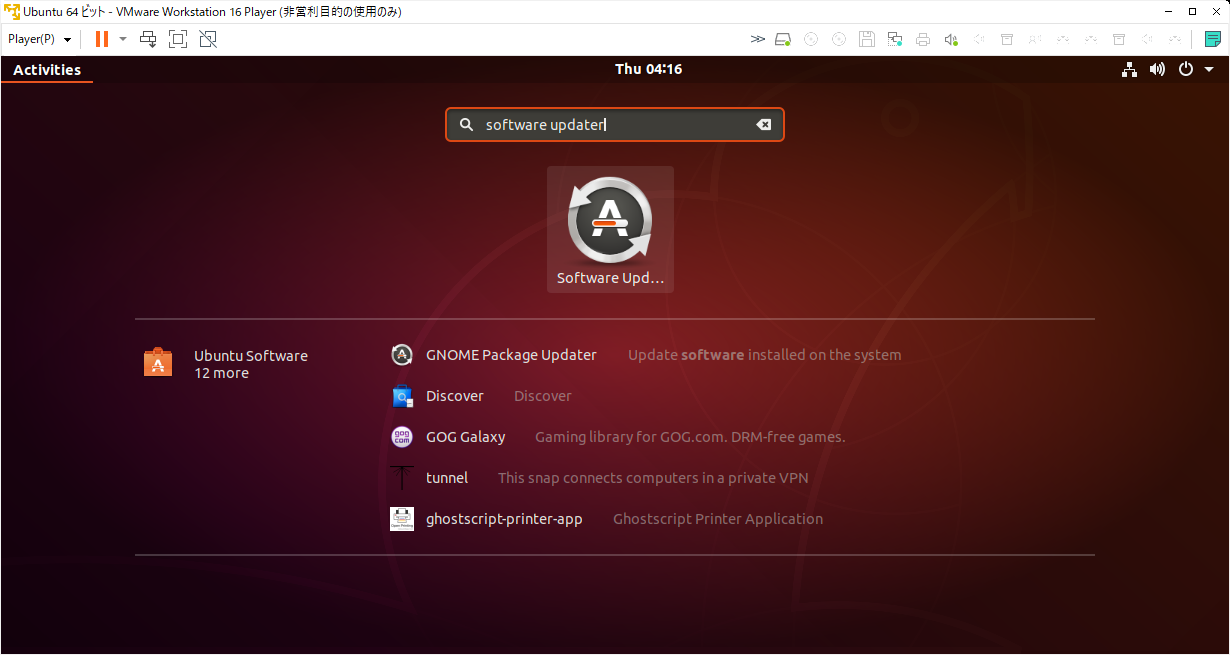 Ubuntu 64 ビット - VMware Workstation 16 Player (非営利目的の使用のみ)
Player(P)
Activities
Thu 04:16
software updater
Software Upd…
Ubuntu Software
12 more
GNOME Package Updater Update software installed on the system
Discover Discover
GOG Galaxy Gaming library for GOG.com. DRM-free games.
gog
com
tunnel This snap connects computers in a private VPN
ghostscript-printer-app Ghostscript Printer Application